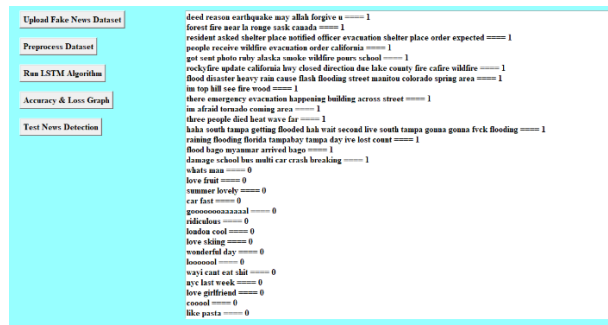 Upload Fake News Dataset
Preprocess Dataset
Run LSTM Algorithm
Accuracy & Loss Graph
Test News Detection
deed reason earthquake may allah forgive u ==== 1
forest fire near la ronge sask canada ==== 1
resident asked shelter place notified officer evacuation shelter place order expected ==== 1
people receive wildfire evacuation order california ==== 1
got sent photo ruby alaska smoke wildfire pours school ==== 1
rockyfire update california hwy closed direction due lake county fire cafire wildfire ==== 1
flood disaster heavy rain cause flash flooding street manitou colorado spring area ==== 1
im top hill see fire wood ==== 1
there emergency evacuation happening building across street ==== 1
im afraid tornado coming area ==== 1
three people died heat wave far ==== 1
haha south tampa getting flooded hah wait second live south tampa gonna gonna fvck flooding ==== 1
raining flooding florida tampabay tampa day ive lost count ==== 1
flood bago myanmar arrived bago ==== 1
damage school bus multi car crash breaking ==== 1
whats man ==== 0
love fruit ==== 0
summer lovely ==== 0
car fast ==== 0
goooooooaaaaaal ==== 0
ridiculous ==== 0
london cool ==== 0
love skiing ==== 0
wonderful day ==== 0
looooool ==== 0
wayi cant eat shit ==== 0
nyc last week ==== 0
love girlfriend ==== 0
cooool ==== 0
like pasta ==== 0